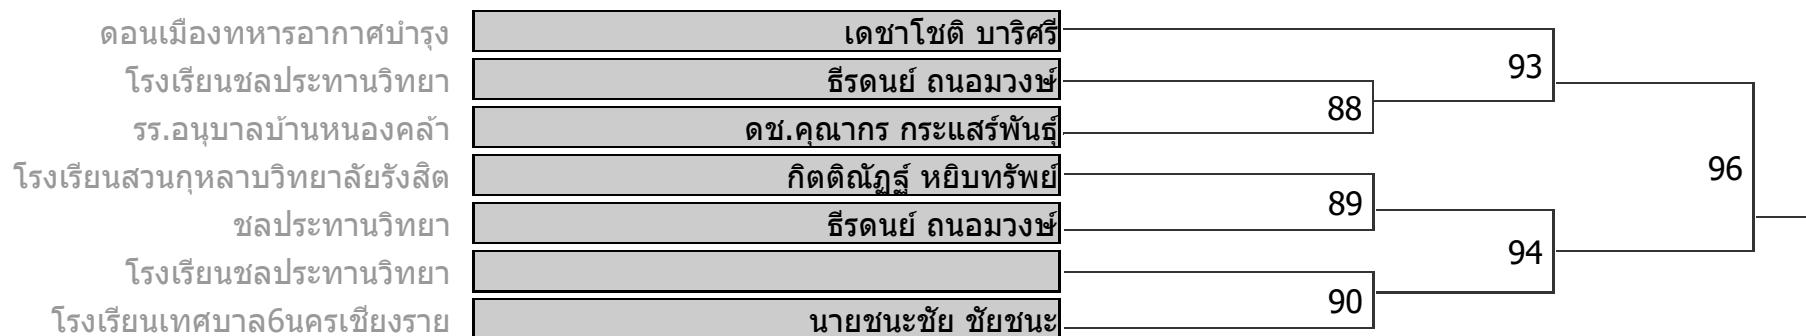 ดอนเมืองทหารอากาศบำรุง เดชาโชติ บาริศรี
93
โรงเรียนชลประทานวิทยา ธีรดนย์ ถนอมวงษ์
88
รร.อนุบาลบ้านหนองคล้า ดช.คุณากร กระแสร์พันธุ์
96
โรงเรียนสวนกุหลาบวิทยาลัยรังสิต กิตติณัฏฐ์ หยิบทรัพย์
89
ชลประทานวิทยา ธีรดนย์ ถนอมวงษ์
94
โรงเรียนชลประทานวิทยา
90
โรงเรียนเทศบาล6นครเชียงราย นายชนะชัย ชัยชนะ